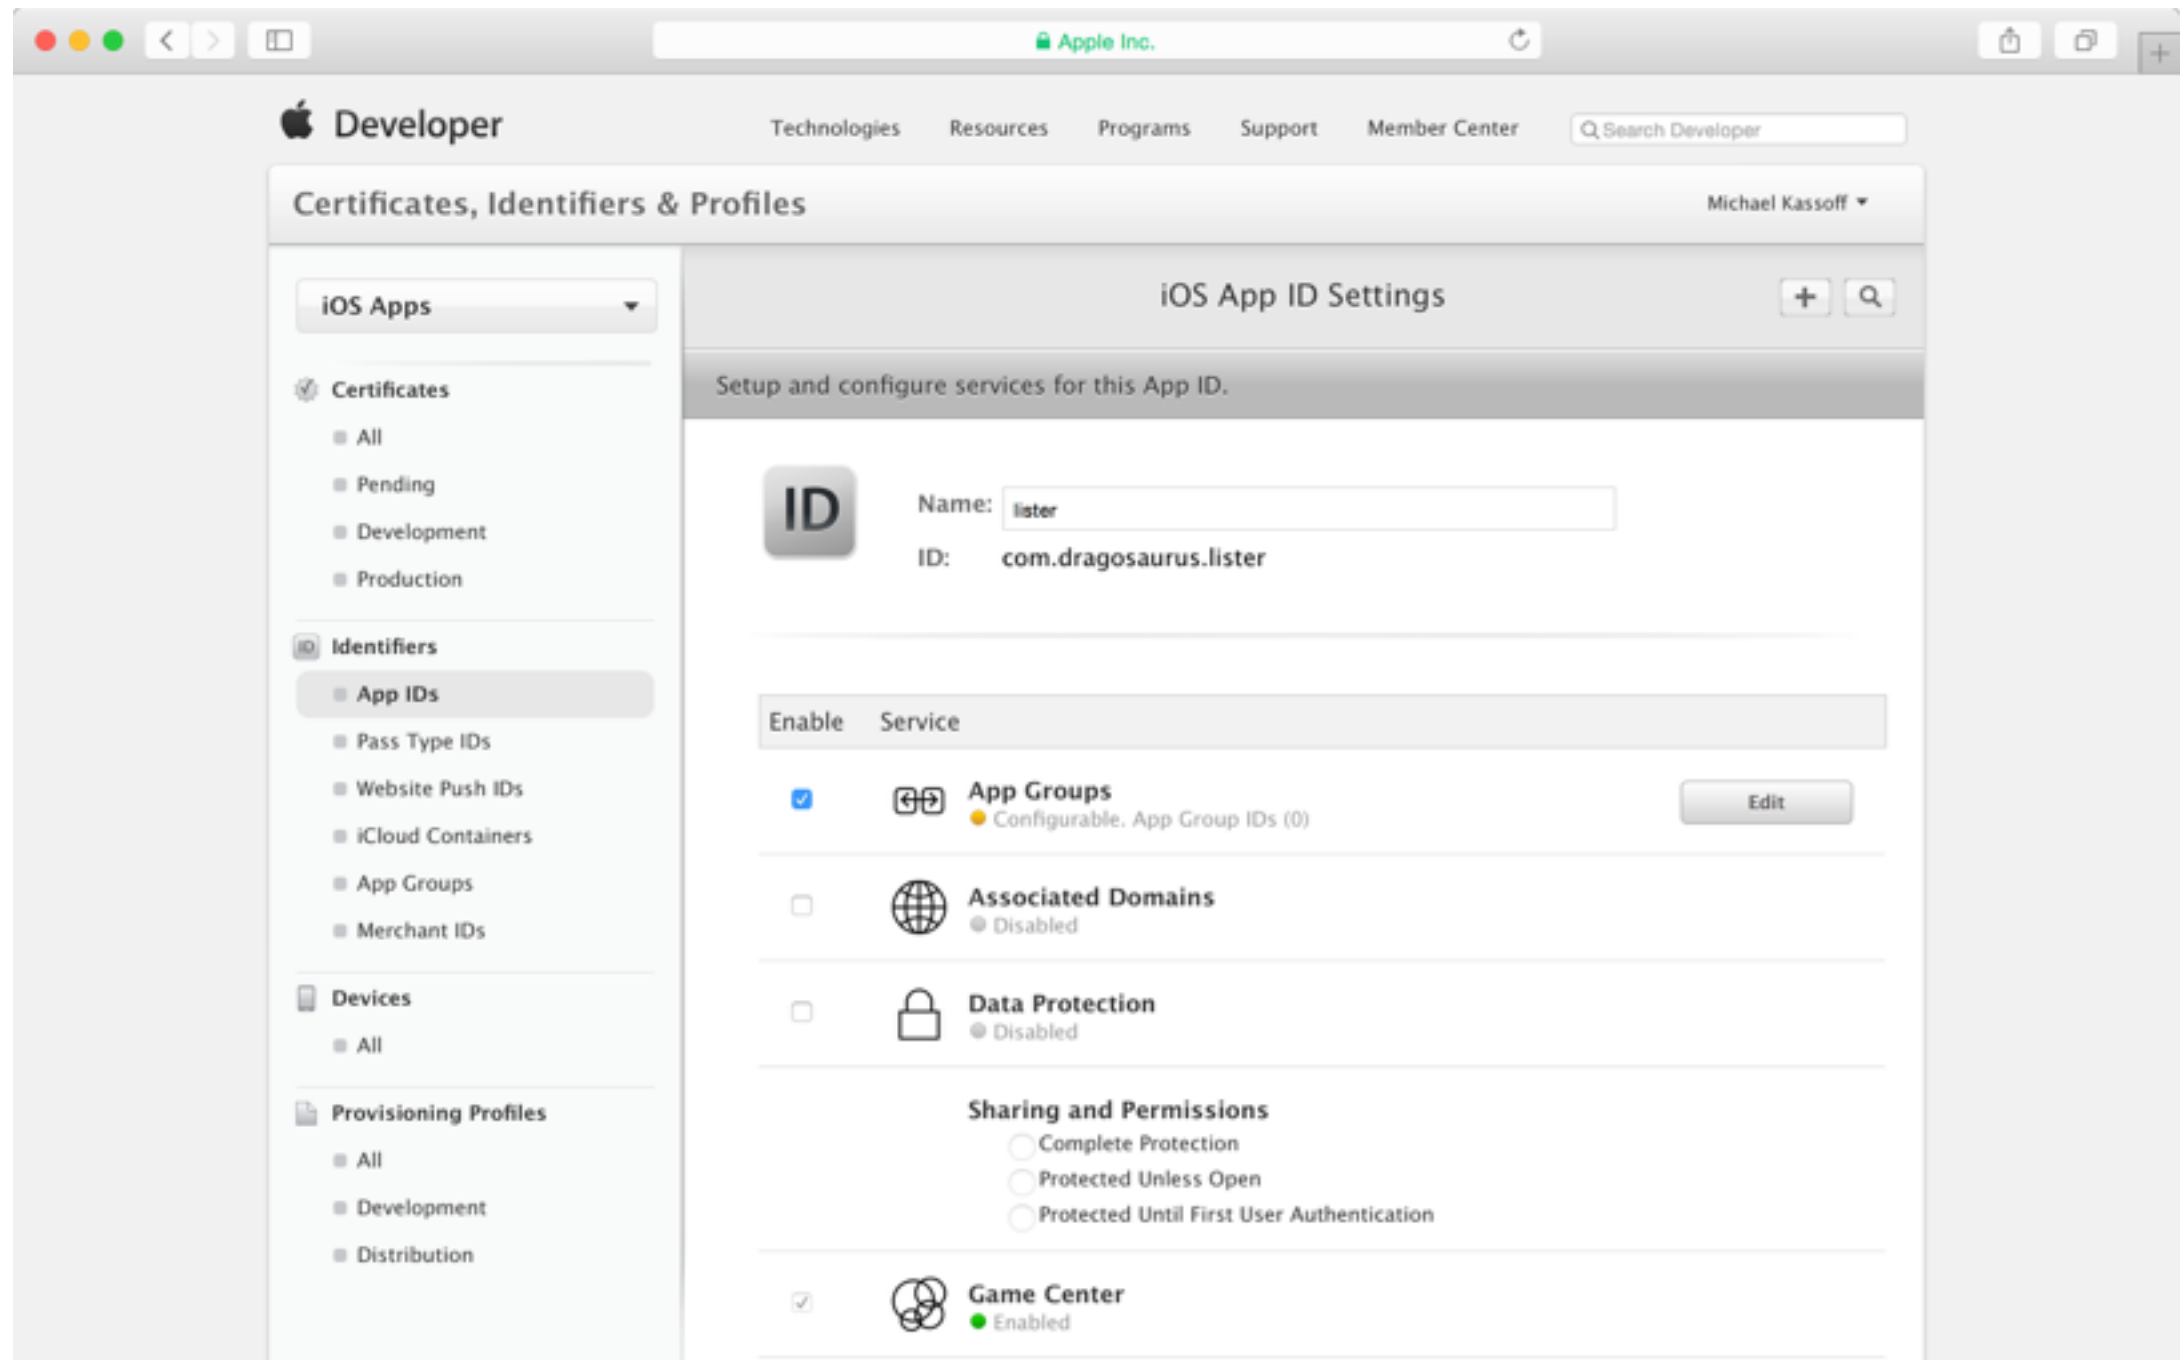 Apple Inc.
Developer
Technologies Resources Programs Support Member Center Search Developer
Certificates, Identifiers & Profiles
Michael Kassoff
iOS Apps
Certificates
All
Pending
Development
Production
ID Identifiers
App IDs
Pass Type IDs
Website Push IDs
iCloud Containers
App Groups
Merchant IDs
Devices
All
Provisioning Profiles
All
Development
Distribution
iOS App ID Settings
Setup and configure services for this App ID.
ID
Name: lister
ID: com.dragosaurus.lister
Enable Service
App Groups
Configurable. App Group IDs (0)
Edit
Associated Domains
Disabled
Data Protection
Disabled
Sharing and Permissions
Complete Protection
Protected Unless Open
Protected Until First User Authentication
Game Center
Enabled